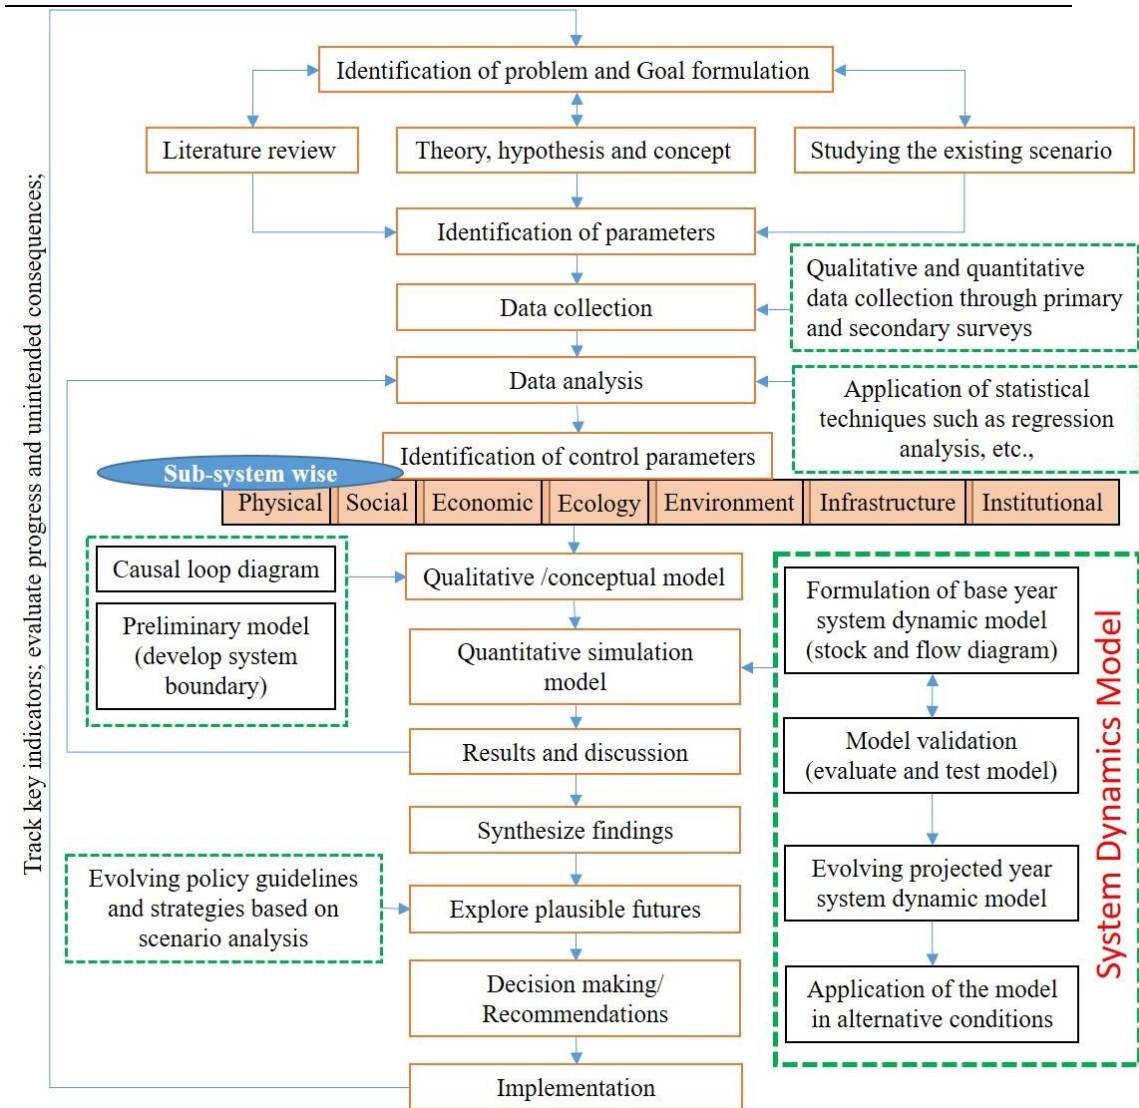 Identification of problem and Goal formulation
Literature review
Theory, hypothesis and concept
Studying the existing scenario
Identification of parameters
Qualitative and quantitative
data collection through primary
and secondary surveys
Data collection
Data analysis
Application of statistical
techniques such as regression
analysis, etc.,
Identification of control parameters
Sub-system wise
Physical
Social
Economic
Ecology
Environment
Infrastructure
Institutional
Causal loop diagram
Preliminary model
(develop system
boundary)
Qualitative /conceptual model
Quantitative simulation
model
Results and discussion
Synthesize findings
Evolving policy guidelines
and strategies based on
scenario analysis
Explore plausible futures
Decision making/
Recommendations
Implementation
Formulation of base year
system dynamic model
(stock and flow diagram)
Model validation
(evaluate and test model)
Evolving projected year
system dynamic model
Application of the model
in alternative conditions
System Dynamics Model
Track key indicators; evaluate progress and unintended consequences;